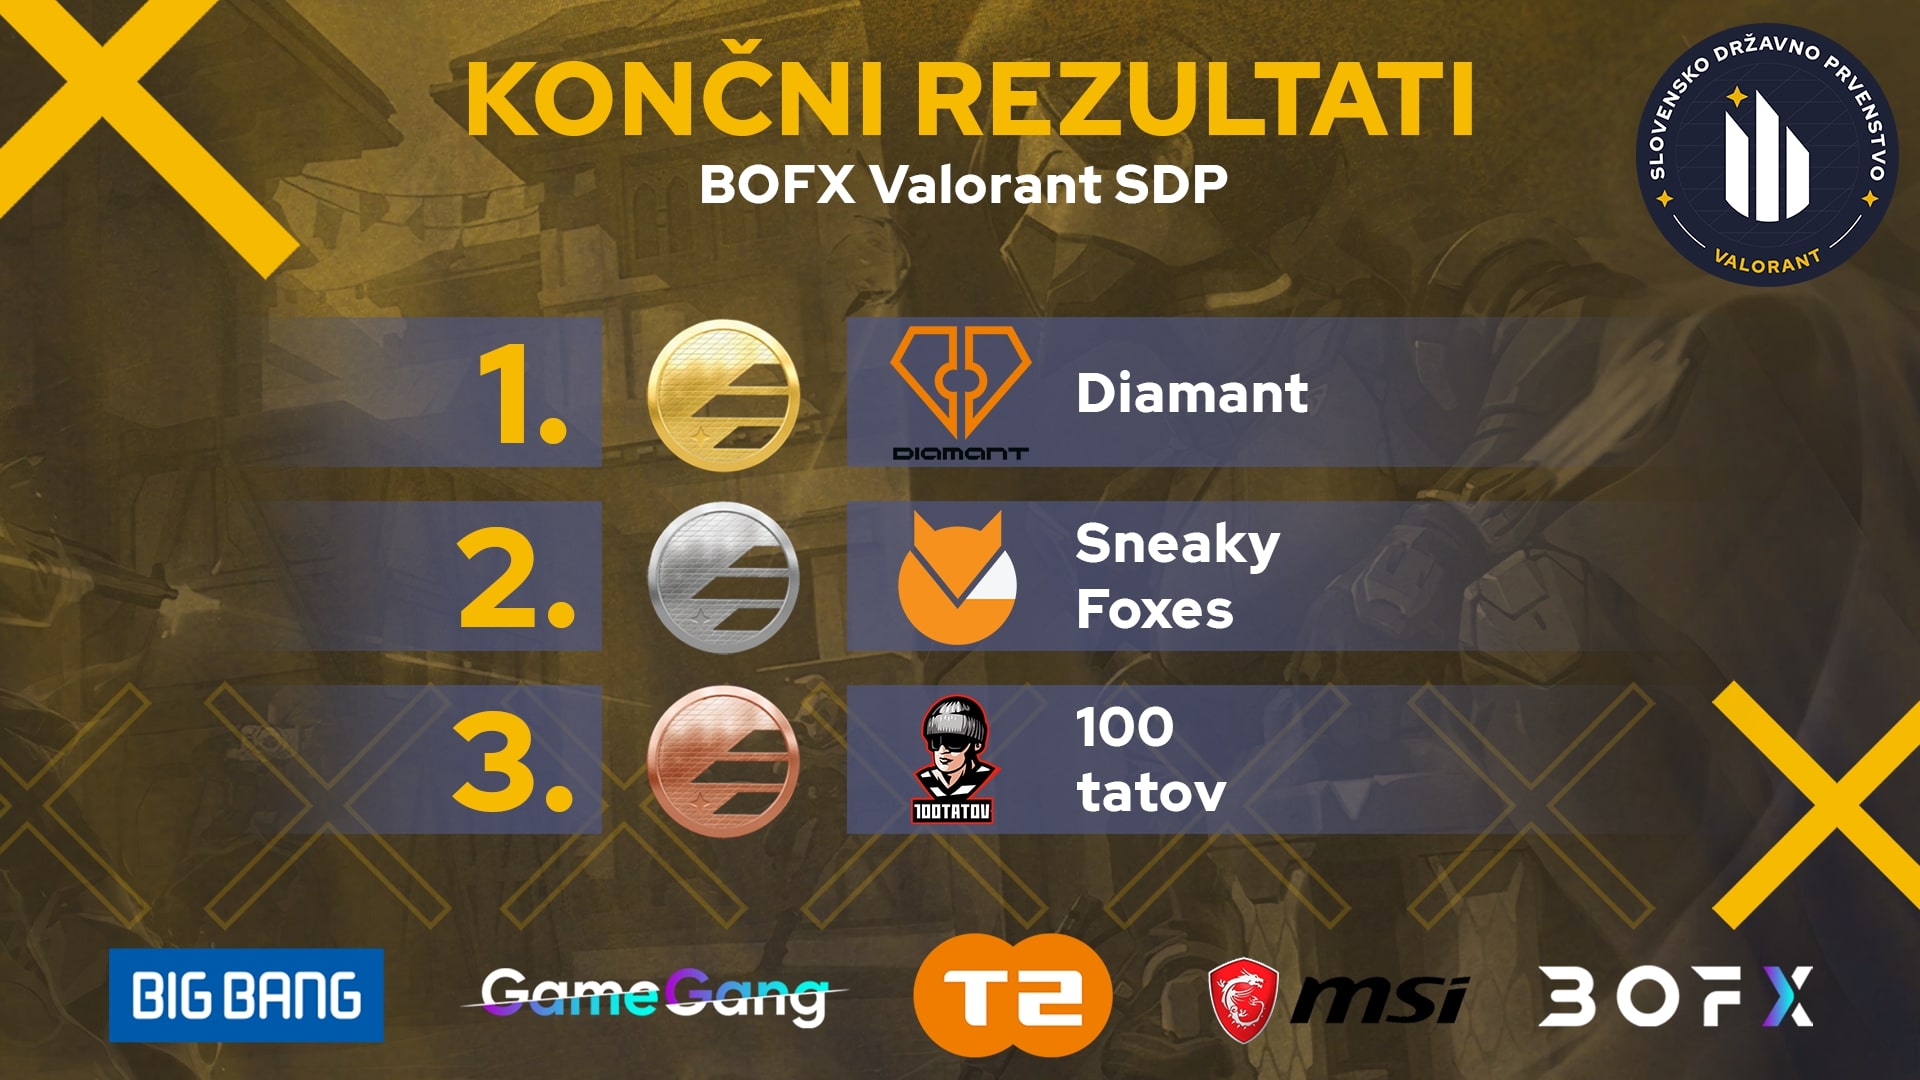 KONČNI REZULTATI
BOFX Valorant SDP
SLOVENSKO DRŽAVNO PRVENSTVO
VALORANT
1.
DIAMANT
Diamant
2.
Sneaky
Foxes
3.
100TATOV
100
tatov
BIG BANG
GameGang
T2
msi
BOFX